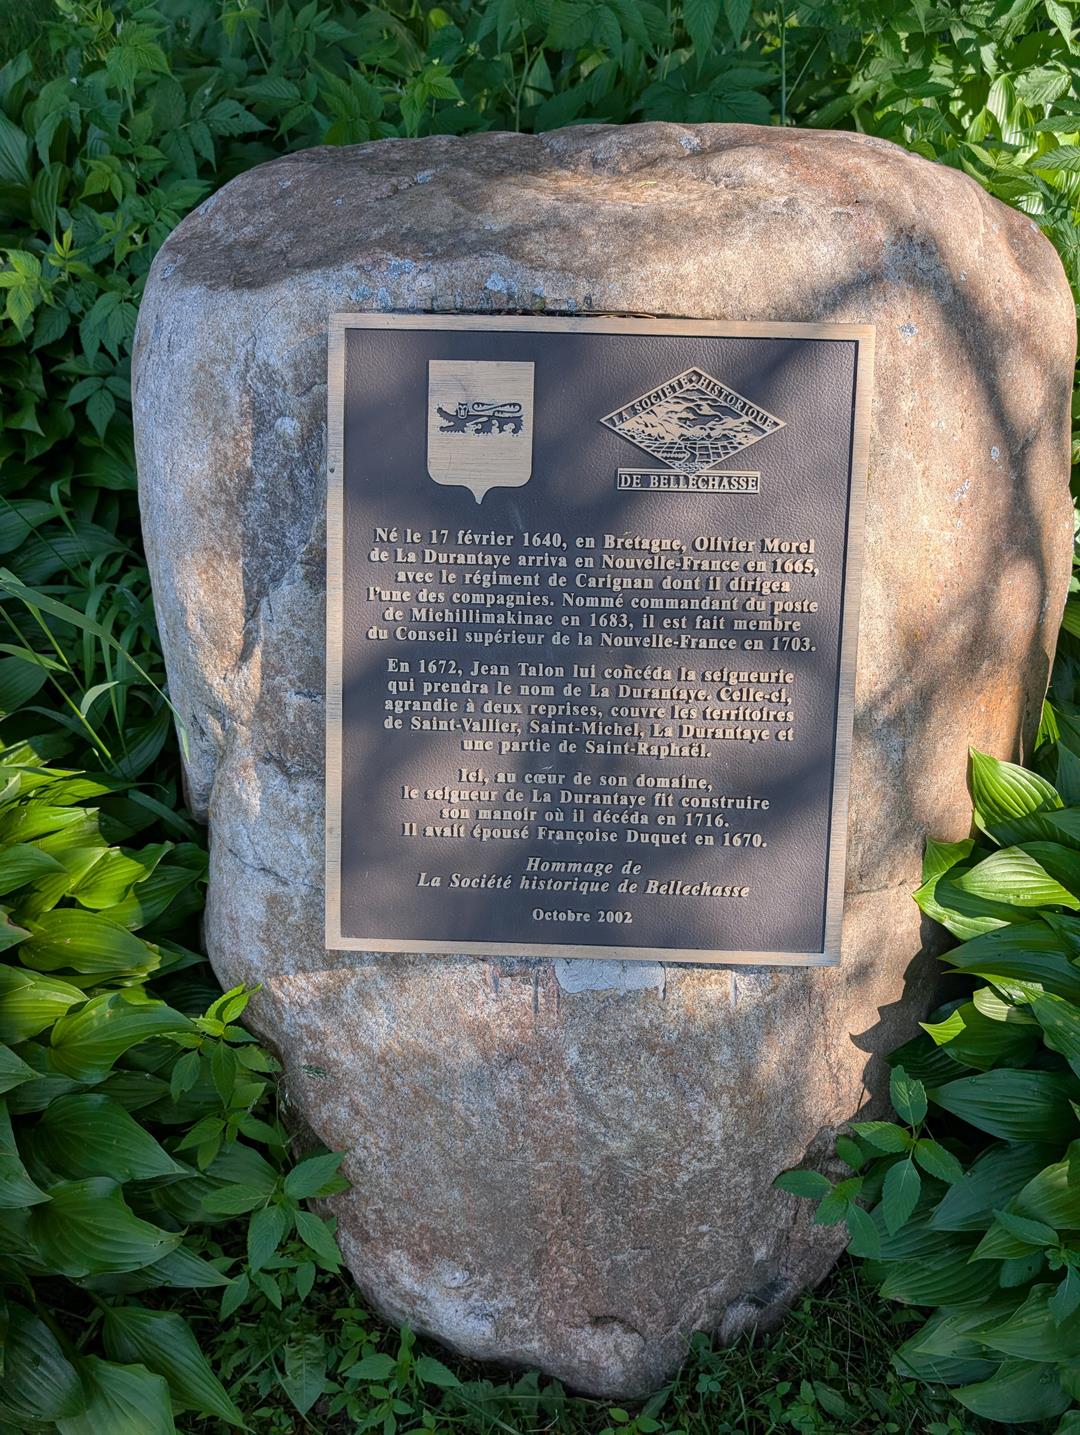 LA SOCIÉTÉ HISTORIQUE
DE BELLECHASSE
Né le 17 février 1640, en Bretagne, Olivier Morel
de La Durantaye arriva en Nouvelle-France en 1665,
avec le régiment de Carignan dont il dirigea
l'une des compagnies. Nommé commandant du poste
de Michillimakinac en 1683, il est fait membre
du Conseil supérieur de la Nouvelle-France en 1703.
En 1672, Jean Talon lui concéda la seigneurie
qui prendra le nom de La Durantaye. Celle-ci,
agrandie à deux reprises, couvre les territoires
de Saint-Vallier, Saint-Michel, La Durantaye et
une partie de Saint-Raphaël.
Ici, au cœur de son domaine,
le seigneur de La Durantaye fit construire
son manoir où il décéda en 1716.
Il avait épousé Françoise Duquet en 1670.
Hommage de
La Société historique de Bellechasse
Octobre 2002